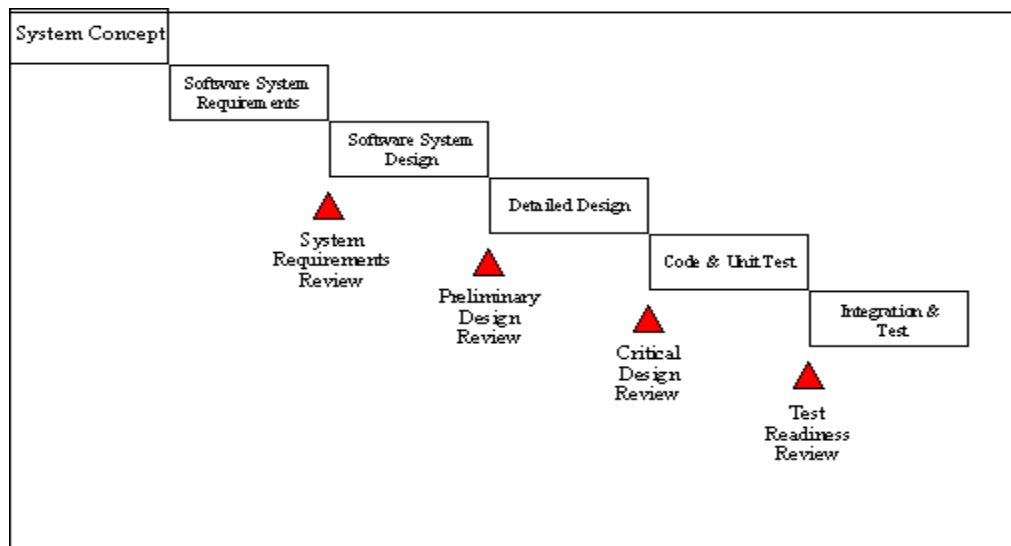 System Concept
Software System
Requirements
Software System
Design
Detailed Design
System
Requirements
Review
Code & Unit Test
Preliminary
Design
Review
Integration &
Test
Critical
Design
Review
Test
Readiness
Review